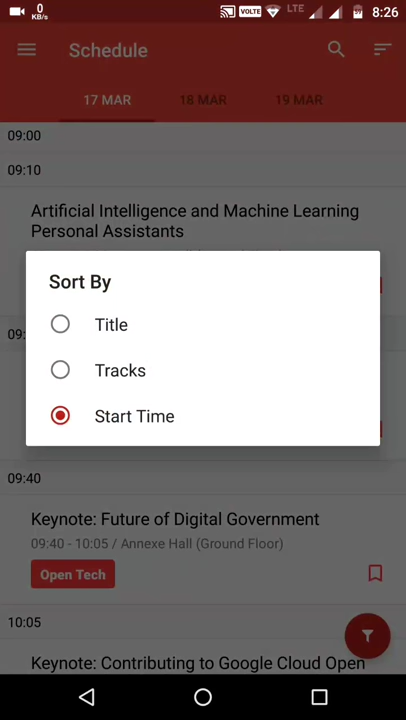 0
KB/s
VOLTE
LTE
8:26
Schedule
17 MAR
18 MAR
19 MAR
09:00
09:10
Artificial Intelligence and Machine Learning
Personal Assistants
Sort By
Title
Tracks
Start Time
09:40
Keynote: Future of Digital Government
09:40 - 10:05 / Annexe Hall (Ground Floor)
Open Tech
10:05
Keynote: Contributing to Google Cloud Open